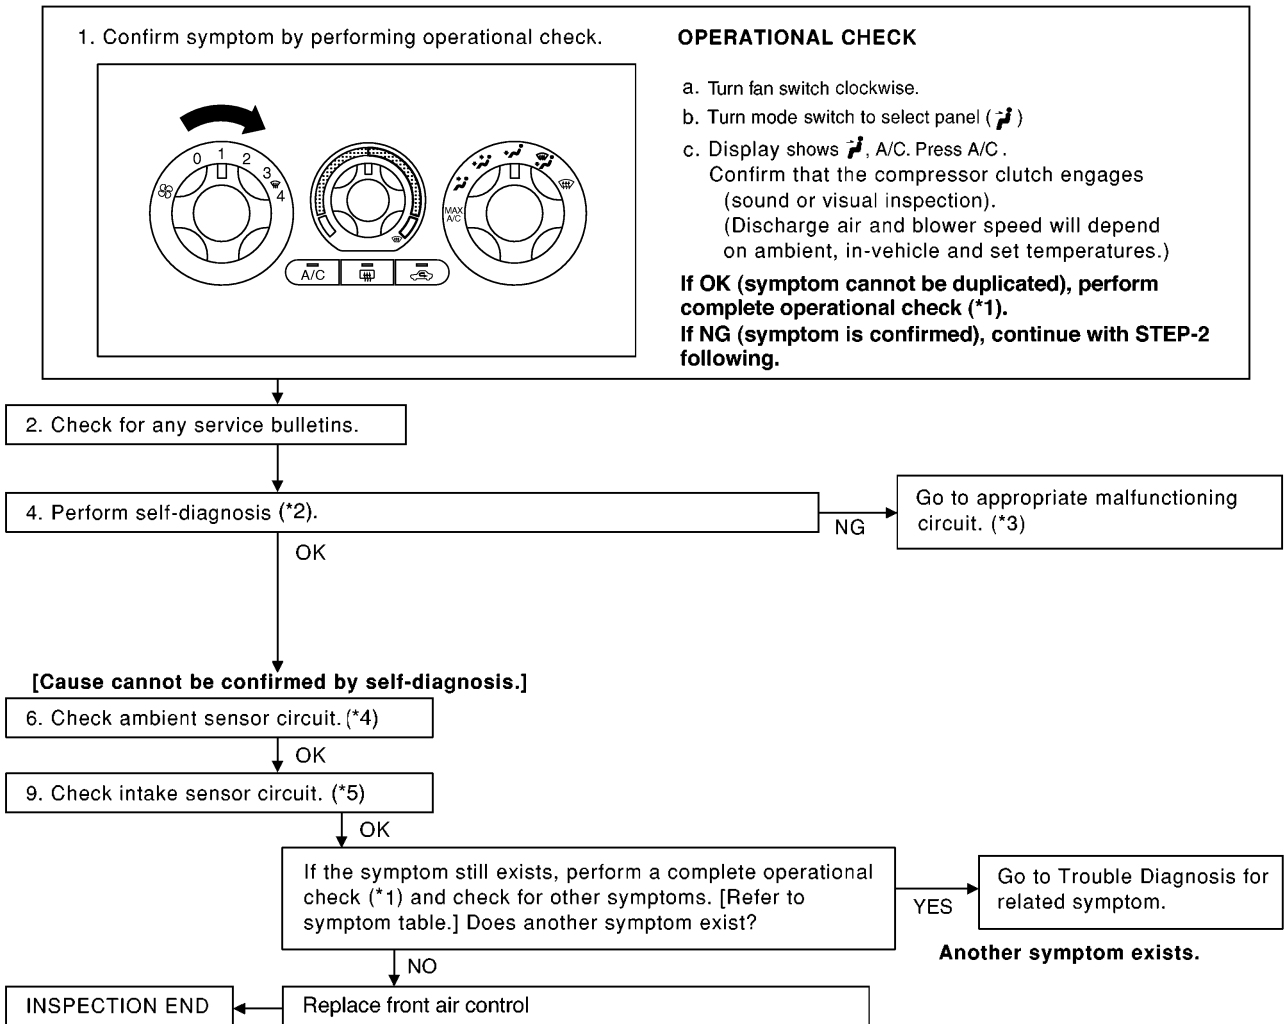 1. Confirm symptom by performing operational check.
0 1 2 3 4
MAX
A/C
A/C
OPERATIONAL CHECK
a. Turn fan switch clockwise.
b. Turn mode switch to select panel ( )
c. Display shows , A/C. Press A/C .
Confirm that the compressor clutch engages
(sound or visual inspection).
(Discharge air and blower speed will depend
on ambient, in-vehicle and set temperatures.)
If OK (symptom cannot be duplicated), perform
complete operational check (*1).
If NG (symptom is confirmed), continue with STEP-2
following.
2. Check for any service bulletins.
4. Perform self-diagnosis (*2).
NG
Go to appropriate malfunctioning
circuit. (*3)
OK
[Cause cannot be confirmed by self-diagnosis.]
6. Check ambient sensor circuit. (*4)
OK
9. Check intake sensor circuit. (*5)
OK
If the symptom still exists, perform a complete operational
check (*1) and check for other symptoms. [Refer to
symptom table.] Does another symptom exist?
YES
Go to Trouble Diagnosis for
related symptom.
Another symptom exists.
NO
Replace front air control
INSPECTION END